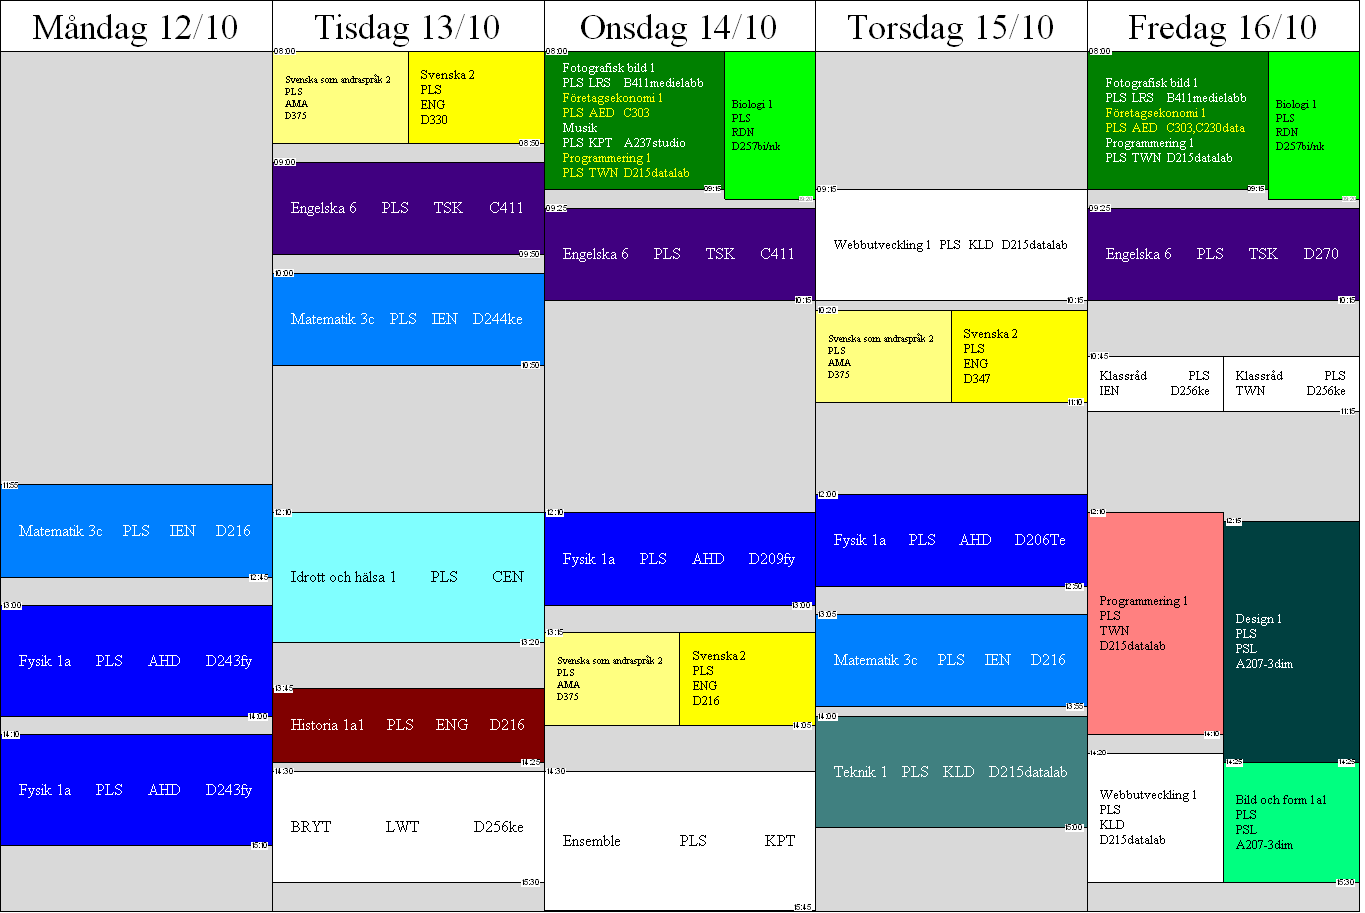 Måndag 12/10
11:55
Matematik 3c PLS IEN D216
12:45
13:00
Fysik 1a PLS AHD D243fy
14:00
14:10
Fysik 1a PLS AHD D243fy
15:10
Tisdag 13/10
08:00
Svenska som andraspråk 2
PLS
AMA
D375
Svenska 2
PLS
ENG
D330
08:50
09:00
Engelska 6 PLS TSK C411
09:50
10:00
Matematik 3c PLS IEN D244ke
10:50
12:10
Idrott och hälsa 1 PLS CEN
13:20
13:45
Historia 1a1 PLS ENG D216
14:25
14:30
BRYT LWT D256ke
15:30
Onsdag 14/10
08:00
Fotografisk bild 1
PLS LRS B411medielabb
Företagsekonomi 1
PLS AED C303
Musik
PLS KPT A237studio
Programmering 1
PLS TWN D215datalab
09:15
Biologi 1
PLS
RDN
D257bi/nk
09:20
09:25
Engelska 6 PLS TSK C411
10:15
12:10
Fysik 1a PLS AHD D209fy
13:00
13:15
Svenska som andraspråk 2
PLS
AMA
D375
Svenska 2
PLS
ENG
D216
14:05
14:30
Ensemble PLS KPT
15:45
Torsdag 15/10
09:15
Webbutveckling 1 PLS KLD D215datalab
10:15
10:20
Svenska som andraspråk 2
PLS
AMA
D375
Svenska 2
PLS
ENG
D347
11:10
12:00
Fysik 1a PLS AHD D206Te
12:50
13:05
Matematik 3c PLS IEN D216
13:55
14:00
Teknik 1 PLS KLD D215datalab
15:00
Fredag 16/10
08:00
Fotografisk bild 1
PLS LRS B411medielabb
Företagsekonomi 1
PLS AED C303,C230data
Programmering 1
PLS TWN D215datalab
09:15
Biologi 1
PLS
RDN
D257bi/nk
09:20
09:25
Engelska 6 PLS TSK D270
10:15
10:45
Klassråd PLS
IEN D256ke
Klassråd PLS
TWN D256ke
11:15
12:10
Programmering 1
PLS
TWN
D215datalab
14:10
12:15
Design 1
PLS
PSL
A207-3dim
14:25
14:20
Webbutveckling 1
PLS
KLD
D215datalab
14:25
Bild och form 1a1
PLS
PSL
A207-3dim
15:30